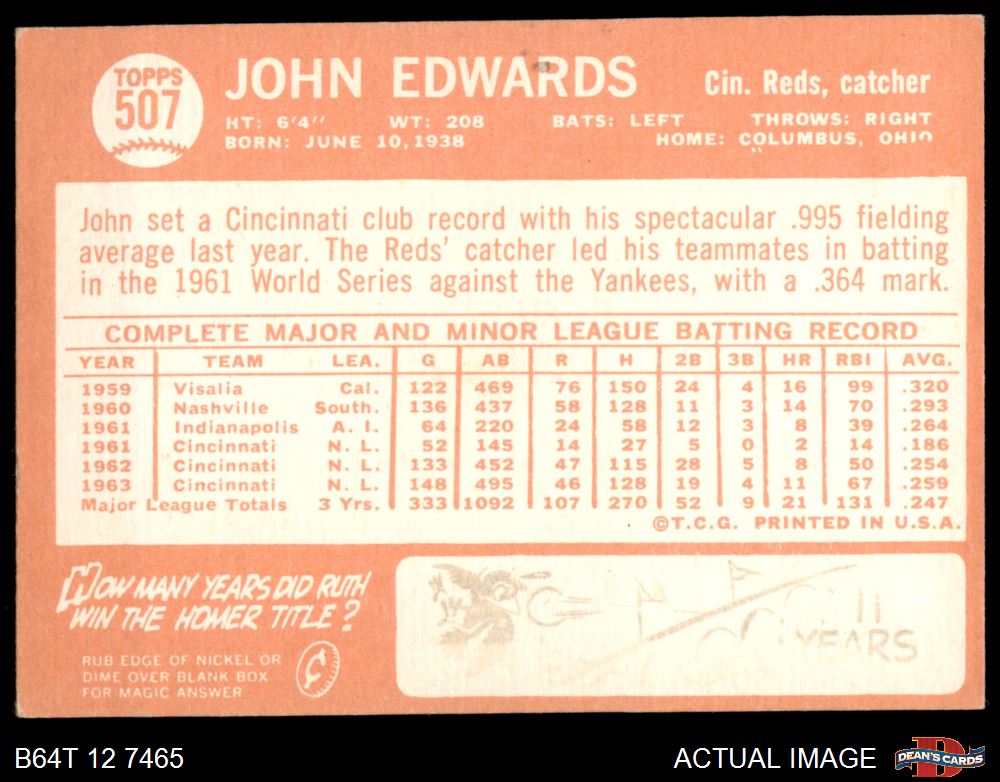 TOPPS
507
JOHN EDWARDS
Cin. Reds, catcher
HT: 6'4" WT: 208 BATS: LEFT THROWS: RIGHT
BORN: JUNE 10, 1938 HOME: COLUMBUS, OHIO
John set a Cincinnati club record with his spectacular .995 fielding
average last year. The Reds' catcher led his teammates in batting
in the 1961 World Series against the Yankees, with a .364 mark.
COMPLETE MAJOR AND MINOR LEAGUE BATTING RECORD
YEAR TEAM LEA. G AB R H 2B 3B HR RBI AVG.
1959 Visalia Cal. 122 469 76 150 24 4 16 99 .320
1960 Nashville South. 136 437 58 128 11 3 14 70 .293
1961 Indianapolis A. I. 64 220 24 58 12 3 8 39 .264
1961 Cincinnati N. L. 52 145 14 27 5 0 2 14 .186
1962 Cincinnati N. L. 133 452 47 115 28 5 8 50 .254
1963 Cincinnati N. L. 148 495 46 128 19 4 11 67 .259
Major League Totals 3 Yrs. 333 1092 107 270 52 9 21 131 .247
©T.C.G. PRINTED IN U.S.A.
HOW MANY YEARS DID RUTH
WIN THE HOMER TITLE?
RUB EDGE OF NICKEL OR
DIME OVER BLANK BOX
FOR MAGIC ANSWER
¢
11
YEARS
B64T 12 7465
ACTUAL IMAGE
D
DEAN'S CARDS